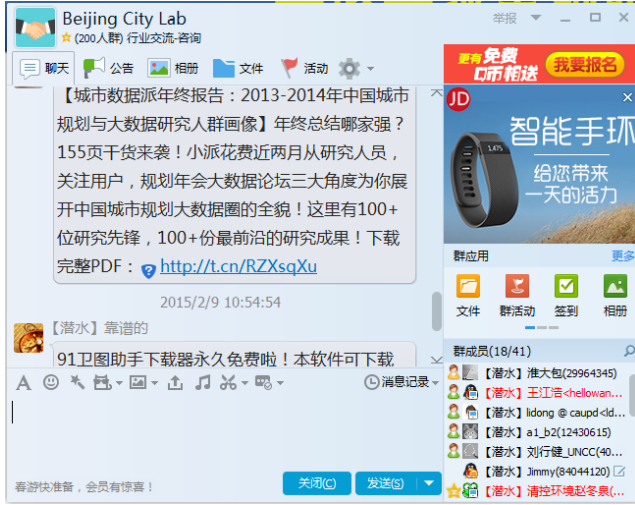 Beijing City Lab
(200人群) 行业交流-咨询
举报
聊天 公告 相册 文件 活动
【城市数据派年终报告：2013-2014年中国城市
规划与大数据研究人群画像】年终总结哪家强？
155页干货来袭！小派花费近两月从研究人员，
关注用户，规划年会大数据论坛三大角度为你展
开中国城市规划大数据圈的全貌！这里有100+
位研究先锋，100+份最前沿的研究成果！下载
完整PDF： http://t.cn/RZXsqXu
2015/2/9 10:54:54
【潜水】靠谱的
91卫图助手下载器永久免费啦！本软件可下载
消息记录
春游快准备，会员有惊喜！
关闭(C) 发送(S)
更有免费
Q币相送
我要报名
JD
智能手环
1,475
给您带来
一天的活力
群应用 更多
文件 群活动 签到 相册
群成员(18/41)
【潜水】淮大包(29964345)
【潜水】王江浩<hellowan...
【潜水】lidong @ caupd<ld...
【潜水】a1_b2(12430615)
【潜水】刘行健_UNCC(40...
【潜水】Jimmy(84044120)
【潜水】清控环境赵冬泉(...